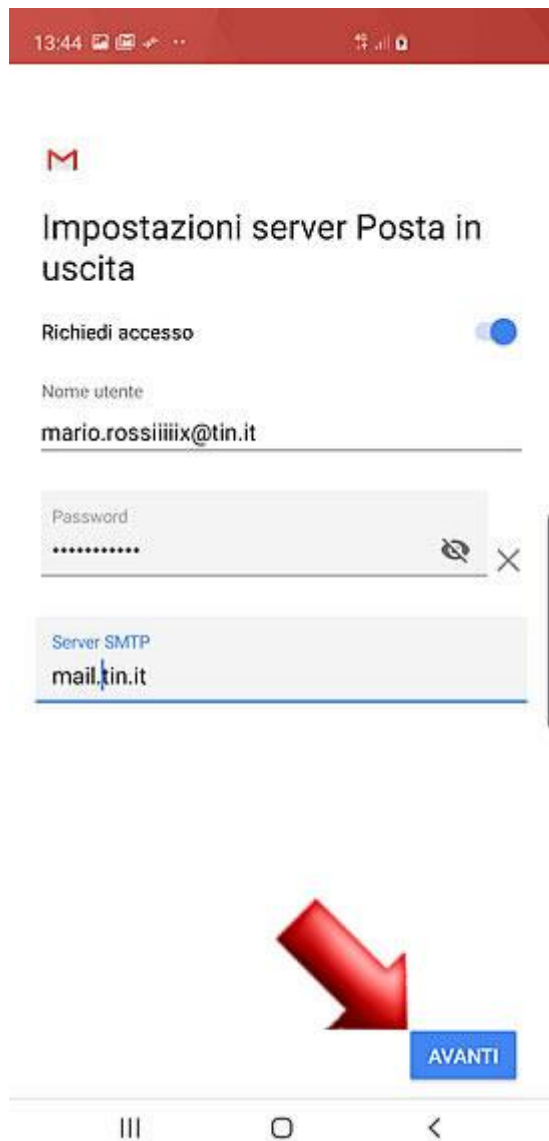 13:44
Impostazioni server Posta in
uscita
Richiedi accesso
Nome utente
mario.rossiiiiix@tin.it
Password
•••••••••••
Server SMTP
mail.tin.it
AVANTI